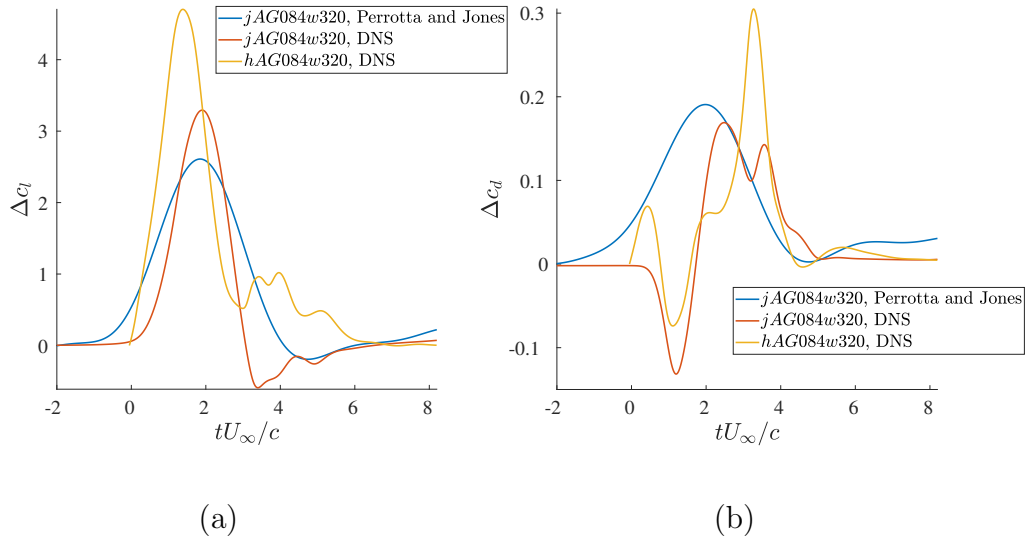 jAG084w320, Perrotta and Jones
jAG084w320, DNS
hAG084w320, DNS
4
3
2
1
0
Δc_l
-2 0 2 4 6 8
tU_∞/c
(a)
0.3
0.2
0.1
0
-0.1
Δc_d
jAG084w320, Perrotta and Jones
jAG084w320, DNS
hAG084w320, DNS
-2 0 2 4 6 8
tU_∞/c
(b)